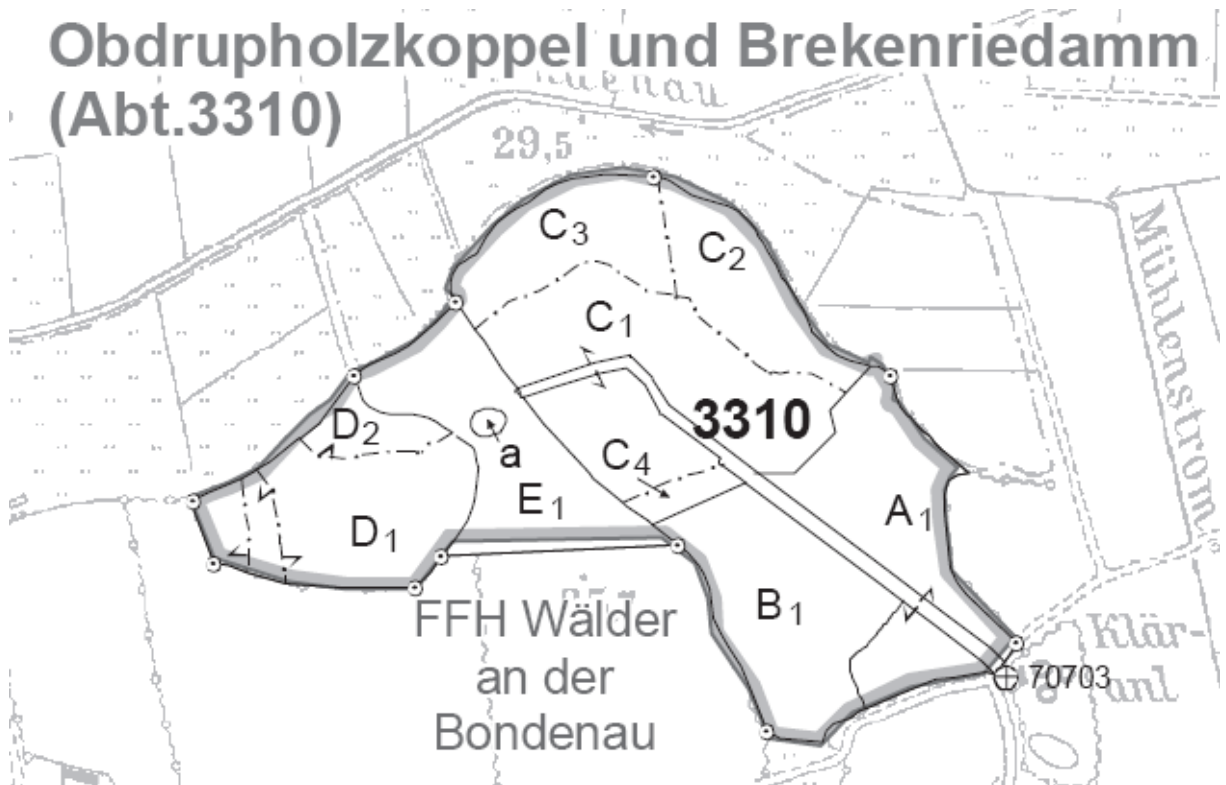 Obdrupholzkoppel und Brekenriedamm
(Abt.3310)
29,5
C3
C2
C1
Mühlenstrom
D2
3310
a
C4
E1
A1
D1
B1
FFH Wälder
an der
Bondenau
Klär-
anl
70703